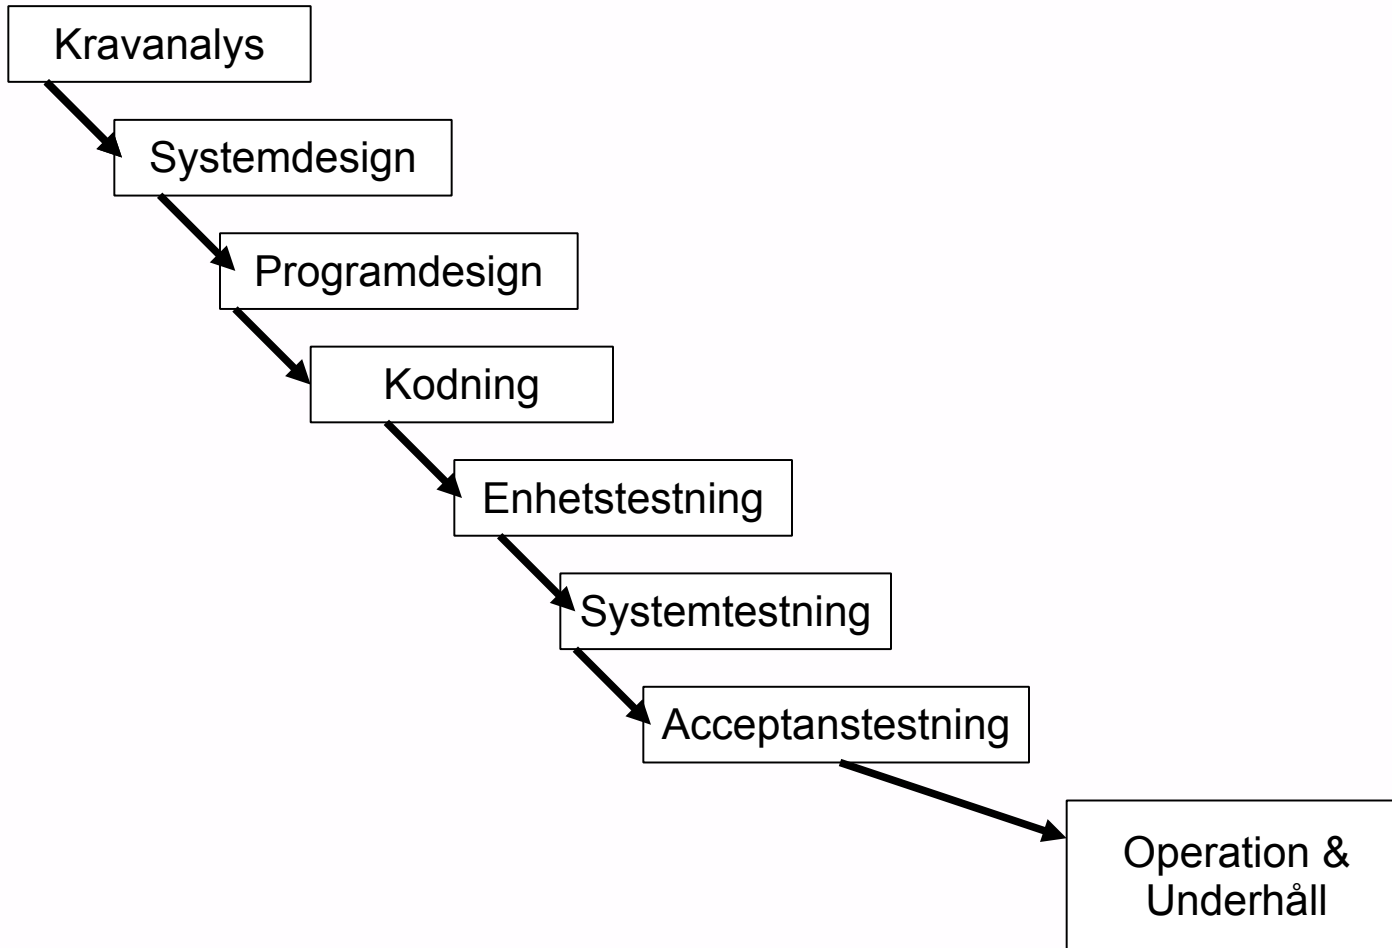 Kravanalys
Systemdesign
Programdesign
Kodning
Enhetstestning
Systemtestning
Acceptanstestning
Operation &
Underhåll